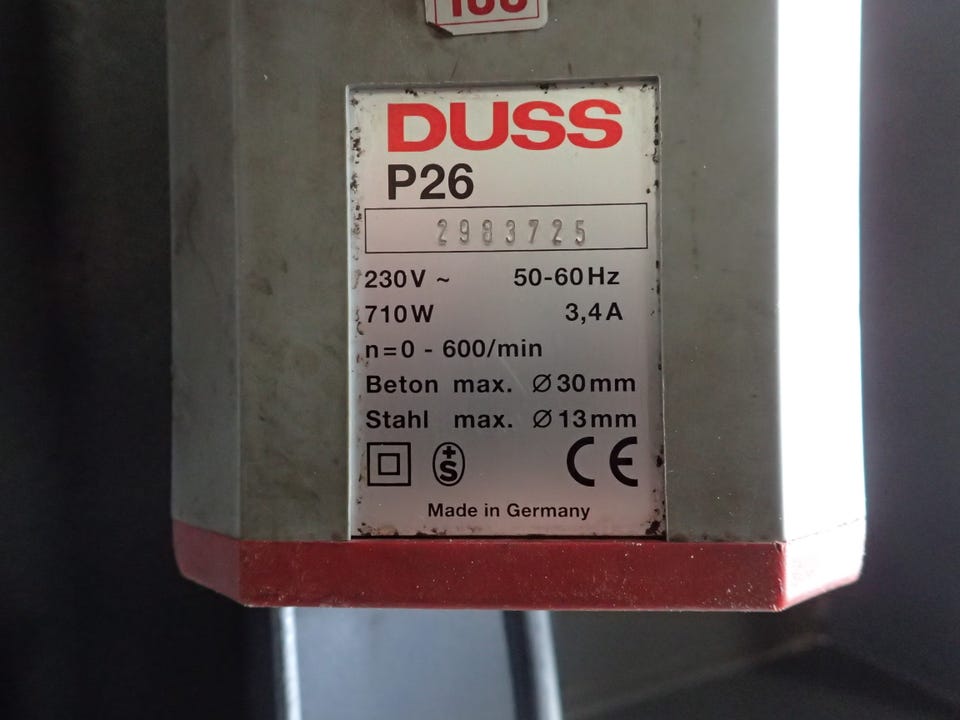 DUSS
P26
2983725
230V ~ 50-60Hz
710W 3,4A
n=0 - 600/min
Beton max. Ø30mm
Stahl max. Ø13mm
+S CE
Made in Germany